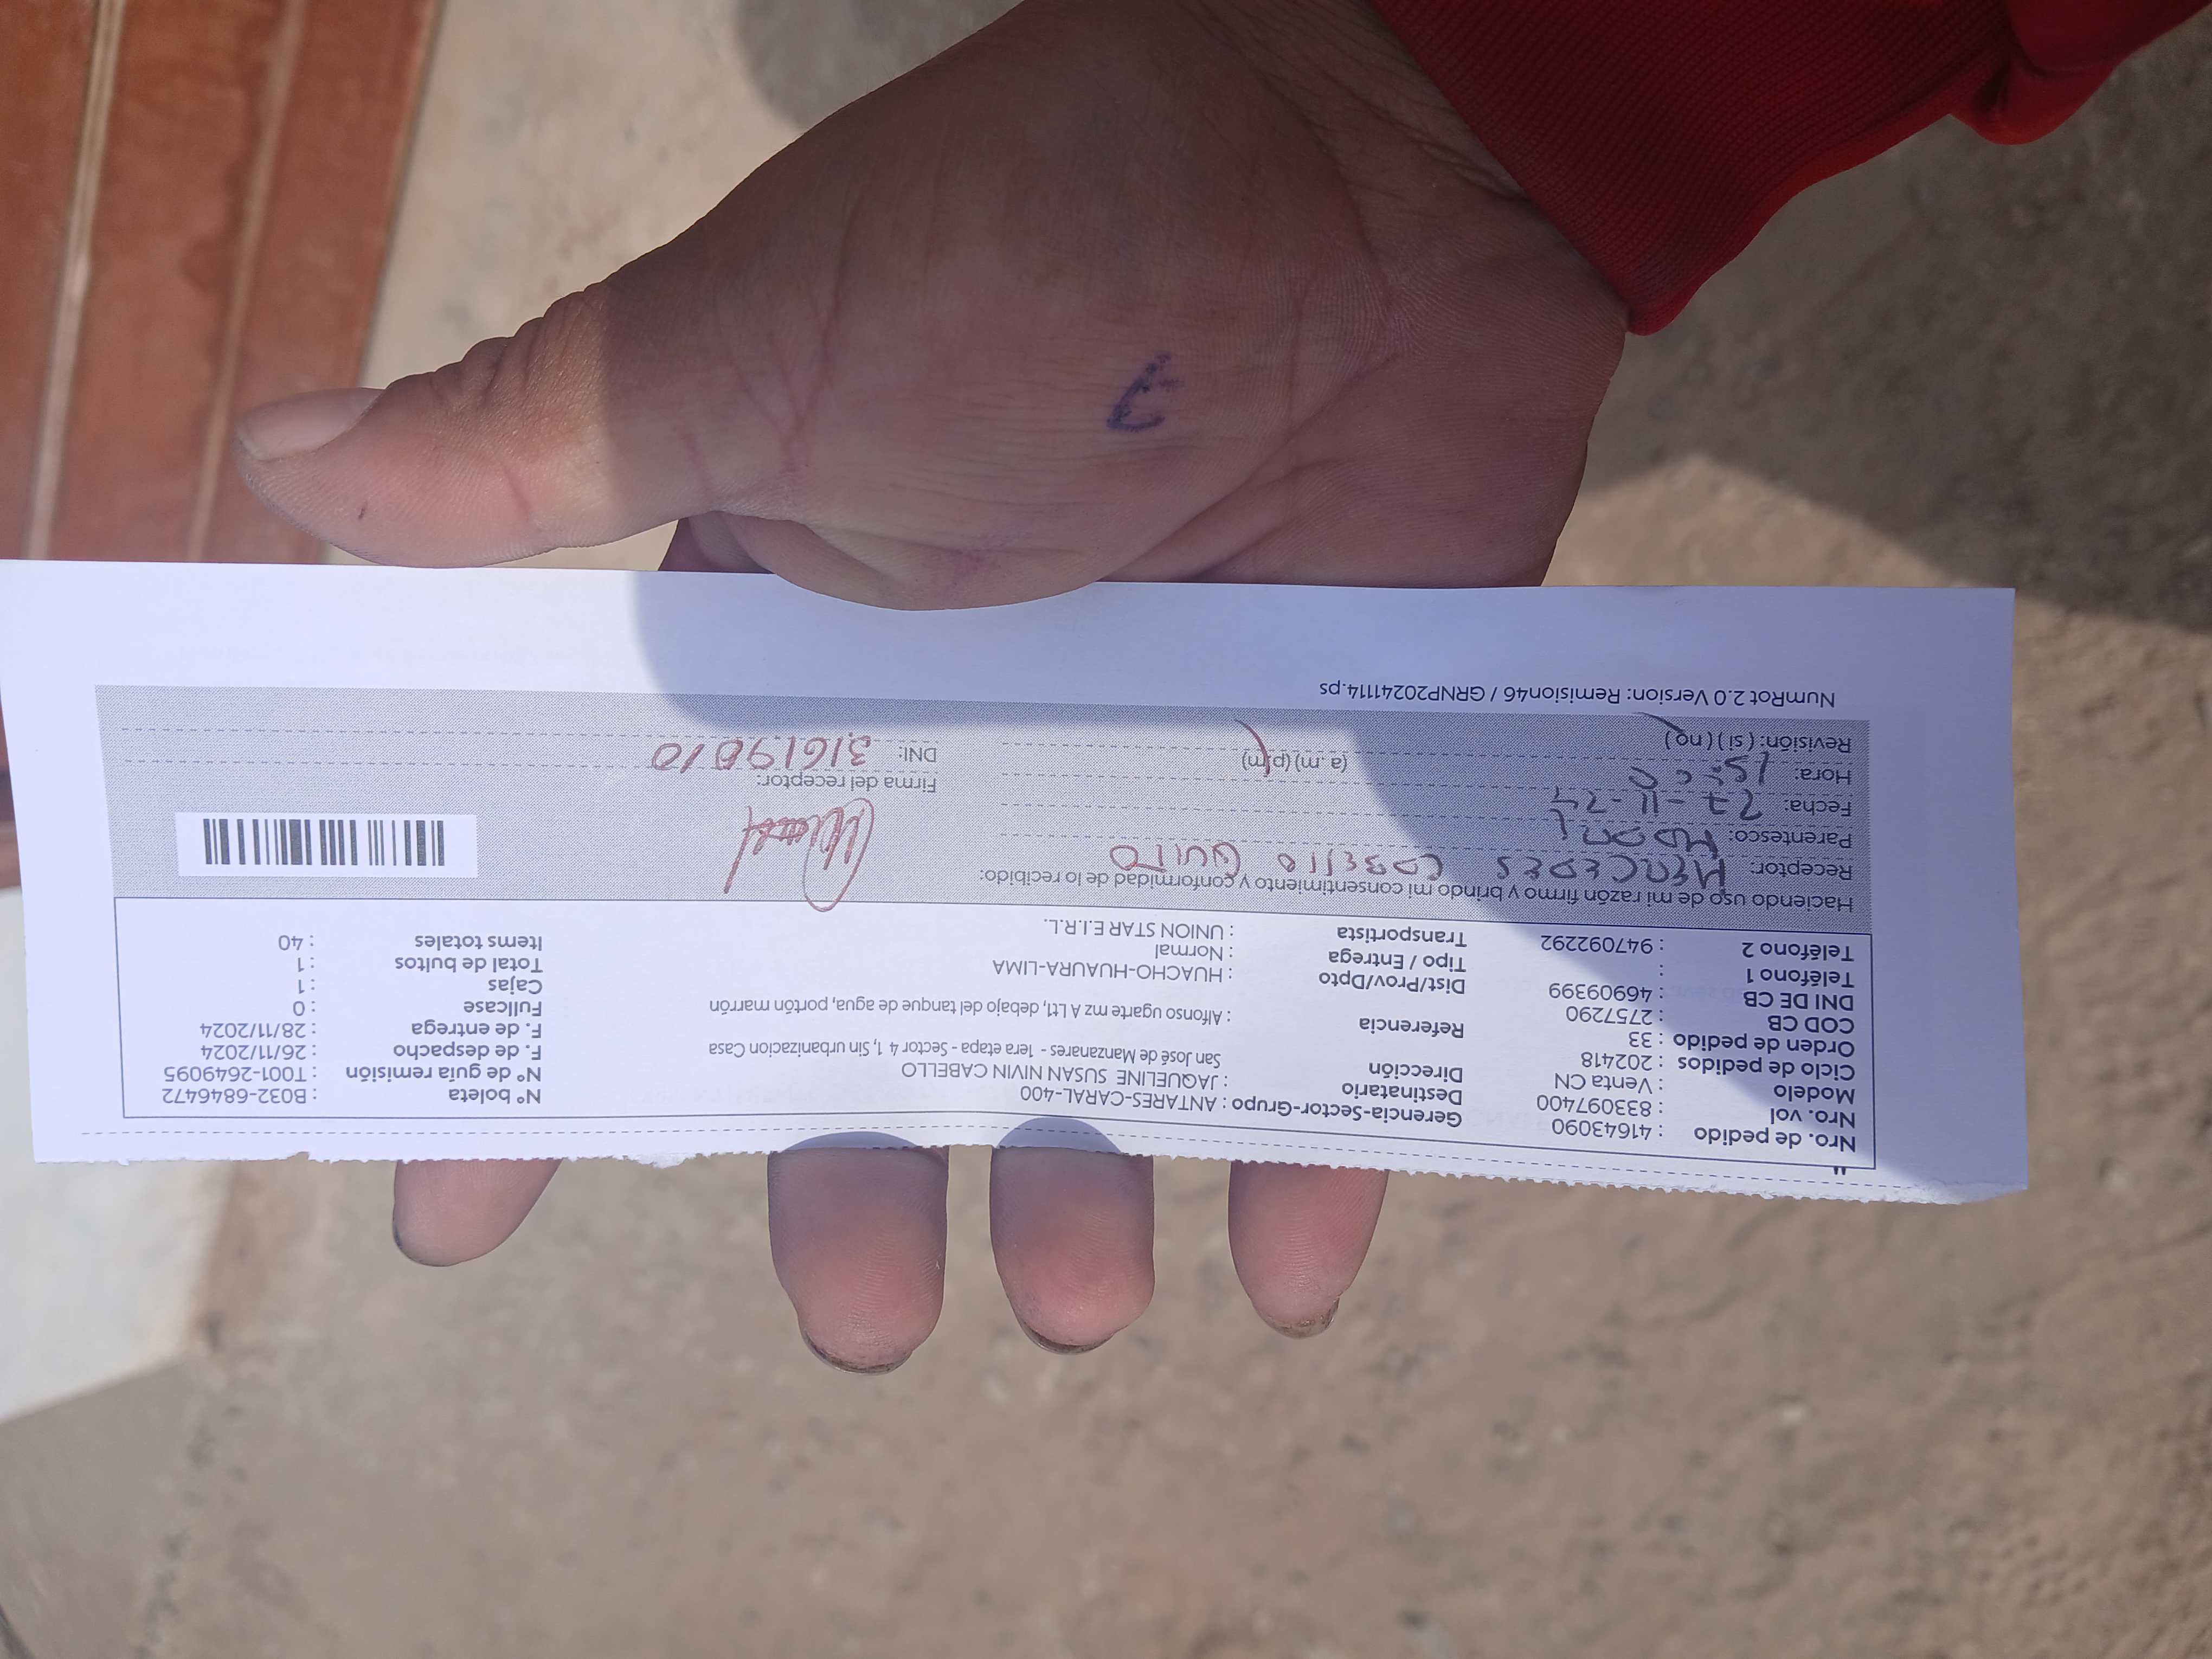 Nro. de pedido : 41643090
Nro. vol : 833097400
Modelo : Venta CN
Ciclo de pedidos : 202418
Orden de pedido : 33
COD CB : 2757290
DNI DE CB : 46909399
Teléfono 1 :
Teléfono 2 : 947092292
Gerencia-Sector-Grupo : ANTARES-CARAL-400
Destinatario : JAQUELINE SUSAN NIVIN CABELLO
Dirección San José de Manzanares - 1era etapa - Sector 4 1, Sin urbanizacion Casa
Referencia : Alfonso ugarte mz A Lt1, debajo del tanque de agua, portón marrón
Dist/Prov/Dpto : HUACHO-HUAURA-LIMA
Tipo / Entrega : Normal
Transportista : UNION STAR E.I.R.L.
N° boleta : B032-6846472
N° de guía remisión : T001-2649095
F. de despacho : 26/11/2024
F. de entrega : 28/11/2024
Fullcase : 0
Cajas : 1
Total de bultos : 1
Items totales : 40
Haciendo uso de mi razón firmo y brindo mi consentimiento y conformidad de lo recibido:
Receptor: MERCEDES QUITO
Parentesco:
Fecha: 27-11-24
Hora: 15:00 (a. m) (p. m)
Revisión: ( si ) ( no )
Firma del receptor:
DNI: 31619010
NumRot 2.0 Version: Remision46 / GRNP20241114.ps